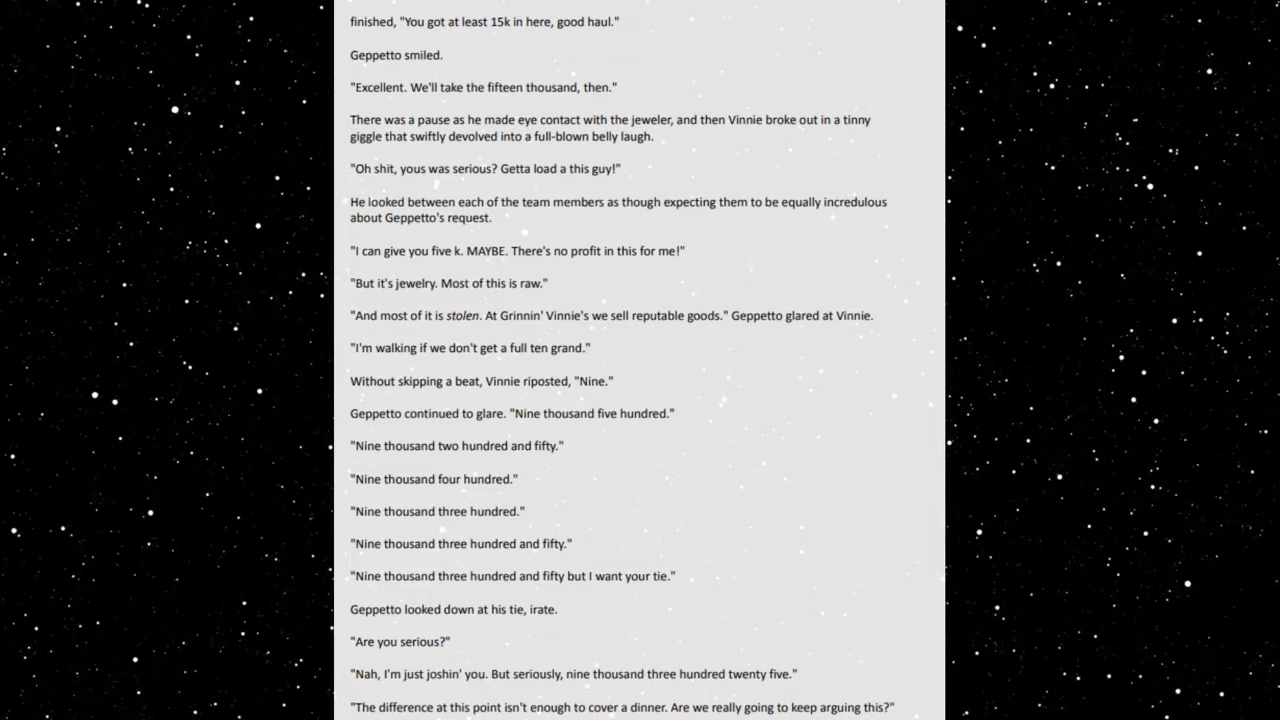 finished, "You got at least 15k in here, good haul."
Geppetto smiled.
"Excellent. We'll take the fifteen thousand, then."
There was a pause as he made eye contact with the jeweler, and then Vinnie broke out in a tinny
giggle that swiftly devolved into a full-blown belly laugh.
"Oh shit, yous was serious? Getta load a this guy!"
He looked between each of the team members as though expecting them to be equally incredulous
about Geppetto's request.
"I can give you five k. MAYBE. There's no profit in this for me!"
"But it's jewelry. Most of this is raw."
"And most of it is stolen. At Grinnin' Vinnie's we sell reputable goods." Geppetto glared at Vinnie.
"I'm walking if we don't get a full ten grand."
Without skipping a beat, Vinnie riposted, "Nine."
Geppetto continued to glare. "Nine thousand five hundred."
"Nine thousand two hundred and fifty."
"Nine thousand four hundred."
"Nine thousand three hundred."
"Nine thousand three hundred and fifty."
"Nine thousand three hundred and fifty but I want your tie."
Geppetto looked down at his tie, irate.
"Are you serious?"
"Nah, I'm just joshin' you. But seriously, nine thousand three hundred twenty five."
"The difference at this point isn't enough to cover a dinner. Are we really going to keep arguing this?"